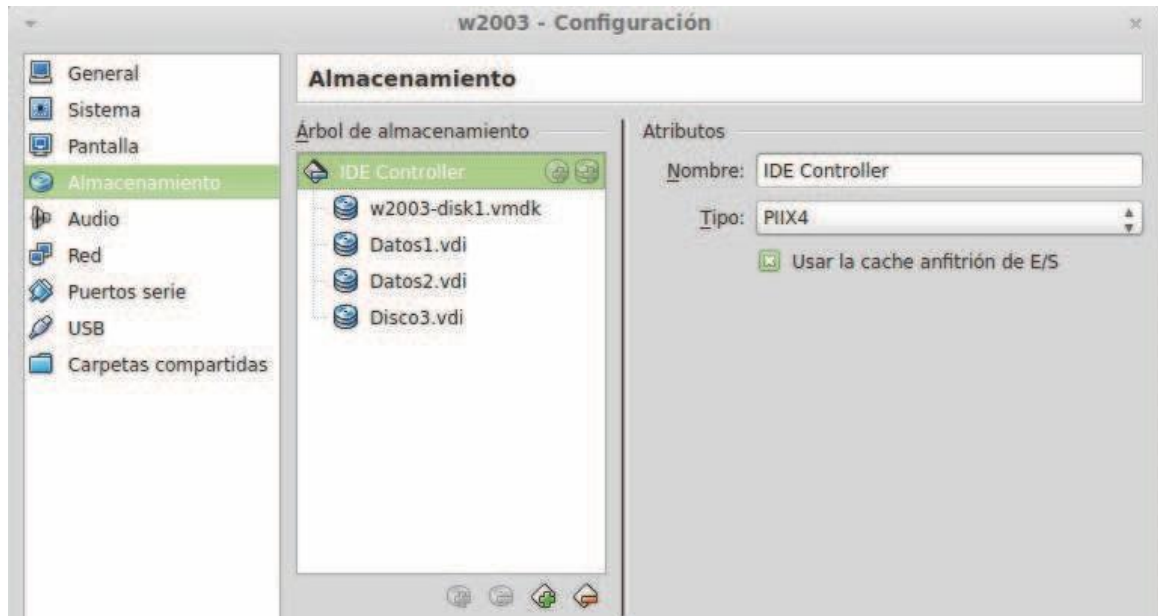 w2003 - Configuración
General
Sistema
Pantalla
Almacenamiento
Audio
Red
Puertos serie
USB
Carpetas compartidas
Almacenamiento
Árbol de almacenamiento
IDE Controller
w2003-disk1.vmdk
Datos1.vdi
Datos2.vdi
Disco3.vdi
Atributos
Nombre: IDE Controller
Tipo: PIIX4
Usar la cache anfitrión de E/S